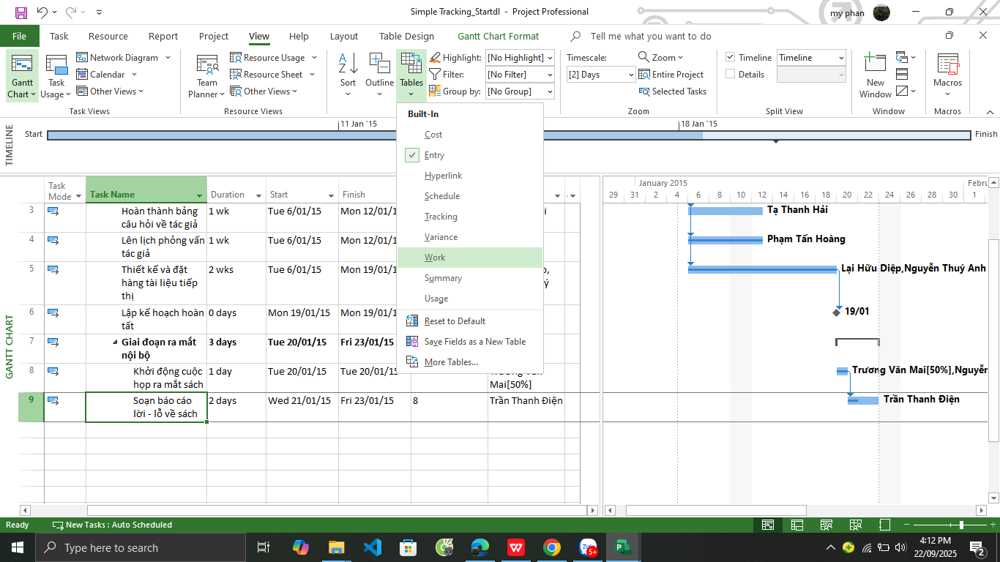 Simple Tracking_Startdl - Project Professional
my phan
File Task Resource Report Project View Help Layout Table Design Gantt Chart Format Tell me what you want to do
Gantt Chart
Task Usage
Network Diagram
Calendar
Other Views
Task Views
Team Planner
Resource Usage
Resource Sheet
Other Views
Resource Views
Sort
Outline
Tables
Highlight: [No Highlight]
Filter: [No Filter]
Group by: [No Group]
Timescale:
[2] Days
Zoom
Entire Project
Selected Tasks
Zoom
Timeline Timeline
Details
Split View
New Window
Window
Macros
Macros
Built-In
Cost
Entry
Hyperlink
Schedule
Tracking
Variance
Work
Summary
Usage
Reset to Default
Save Fields as a New Table
More Tables...
TIMELINE
Start
11 Jan '15
18 Jan '15
Finish
GANTT CHART
Task Mode Task Name Duration Start Finish
3 Hoàn thành bảng câu hỏi về tác giả 1 wk Tue 6/01/15 Mon 12/01/1
4 Lên lịch phỏng vấn tác giả 1 wk Tue 6/01/15 Mon 12/01/1
5 Thiết kế và đặt hàng tài liệu tiếp thị 2 wks Tue 6/01/15 Mon 19/01/1
6 Lập kế hoạch hoàn tất 0 days Mon 19/01/15 Mon 19/01/1
7 Giai đoạn ra mắt nội bộ 3 days Tue 20/01/15 Fri 23/01/15
8 Khởi động cuộc họp ra mắt sách 1 day Tue 20/01/15 Tue 20/01/15 Mai[50%]
9 Soạn báo cáo lời - lỗ về sách 2 days Wed 21/01/15 Fri 23/01/15 8 Trần Thanh Điện
January 2015
Febru
29 31 2 4 6 8 10 12 14 16 18 20 22 24 26 28 30 1
Tạ Thanh Hải
Phạm Tấn Hoàng
Lại Hữu Diệp,Nguyễn Thuý Anh
19/01
Trương Văn Mai[50%],Nguyễn
Trần Thanh Điện
Ready New Tasks : Auto Scheduled
Type here to search
5+
4:12 PM
22/09/2025
2